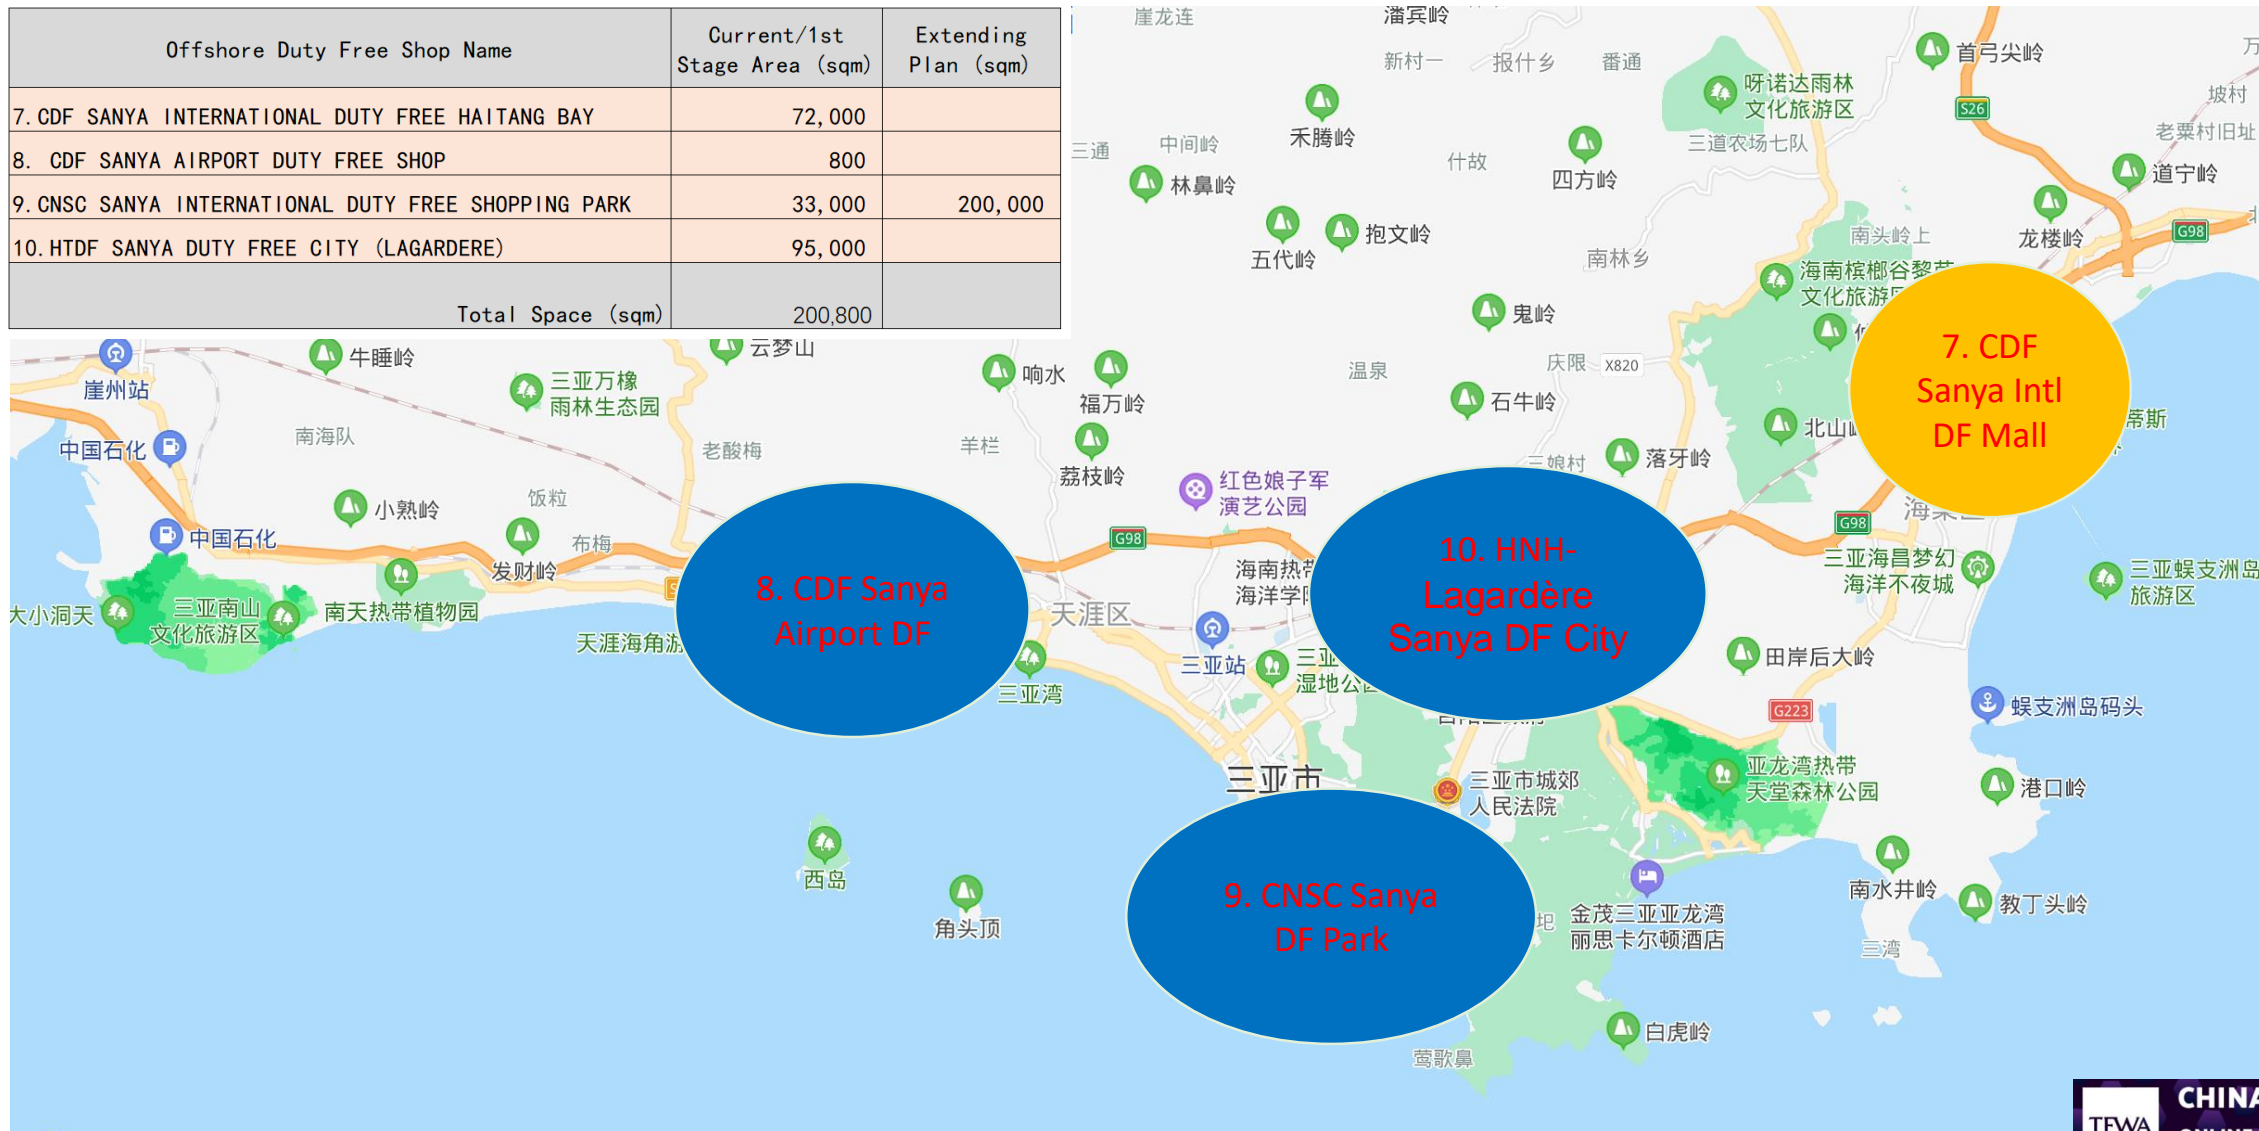 Offshore Duty Free Shop Name
Current/1st
Stage Area (sqm)
Extending
Plan (sqm)
7.CDF SANYA INTERNATIONAL DUTY FREE HAITANG BAY 72,000
8. CDF SANYA AIRPORT DUTY FREE SHOP 800
9.CNSC SANYA INTERNATIONAL DUTY FREE SHOPPING PARK 33,000 200,000
10.HTDF SANYA DUTY FREE CITY (LAGARDERE) 95,000
Total Space (sqm) 200,800
崖龙连
潘宾岭
新村一
报什乡
番通
首弓尖岭
万
呀诺达雨林
文化旅游区
S26
坡村
老粟村旧址
三通
中间岭
禾腾岭
什故
四方岭
三道农场七队
林鼻岭
道宁岭
五代岭
抱文岭
南林乡
南头岭上
龙楼岭
G98
海南槟榔谷黎
文化旅游
鬼岭
7. CDF
Sanya Intl
DF Mall
崖州站
牛睡岭
云梦山
三亚万橡
雨林生态园
响水
福万岭
温泉
庆限
X820
石牛岭
北山
蒂斯
中国石化
南海队
老酸梅
羊栏
荔枝岭
三娘村
落牙岭
红色娘子军
演艺公园
小熟岭
饭粒
中国石化
布梅
发财岭
G98
G98
海棠区
8. CDF Sanya
Airport DF
10. HNH-
Lagardère
Sanya DF City
海南热带
海洋学院
三亚海昌梦幻
海洋不夜城
三亚蜈支洲岛
旅游区
大小洞天
三亚南山
文化旅游区
南天热带植物园
天涯海角游
天涯区
三亚湾
三亚站
三亚
湿地公
田岸后大岭
G223
蜈支洲岛码头
三亚市
三亚市城郊
人民法院
亚龙湾热带
天堂森林公园
港口岭
西岛
角头顶
9. CNSC Sanya
DF Park
坦
金茂三亚亚龙湾
丽思卡尔顿酒店
南水井岭
教丁头岭
三湾
白虎岭
莺歌鼻
TFWA
CHINA